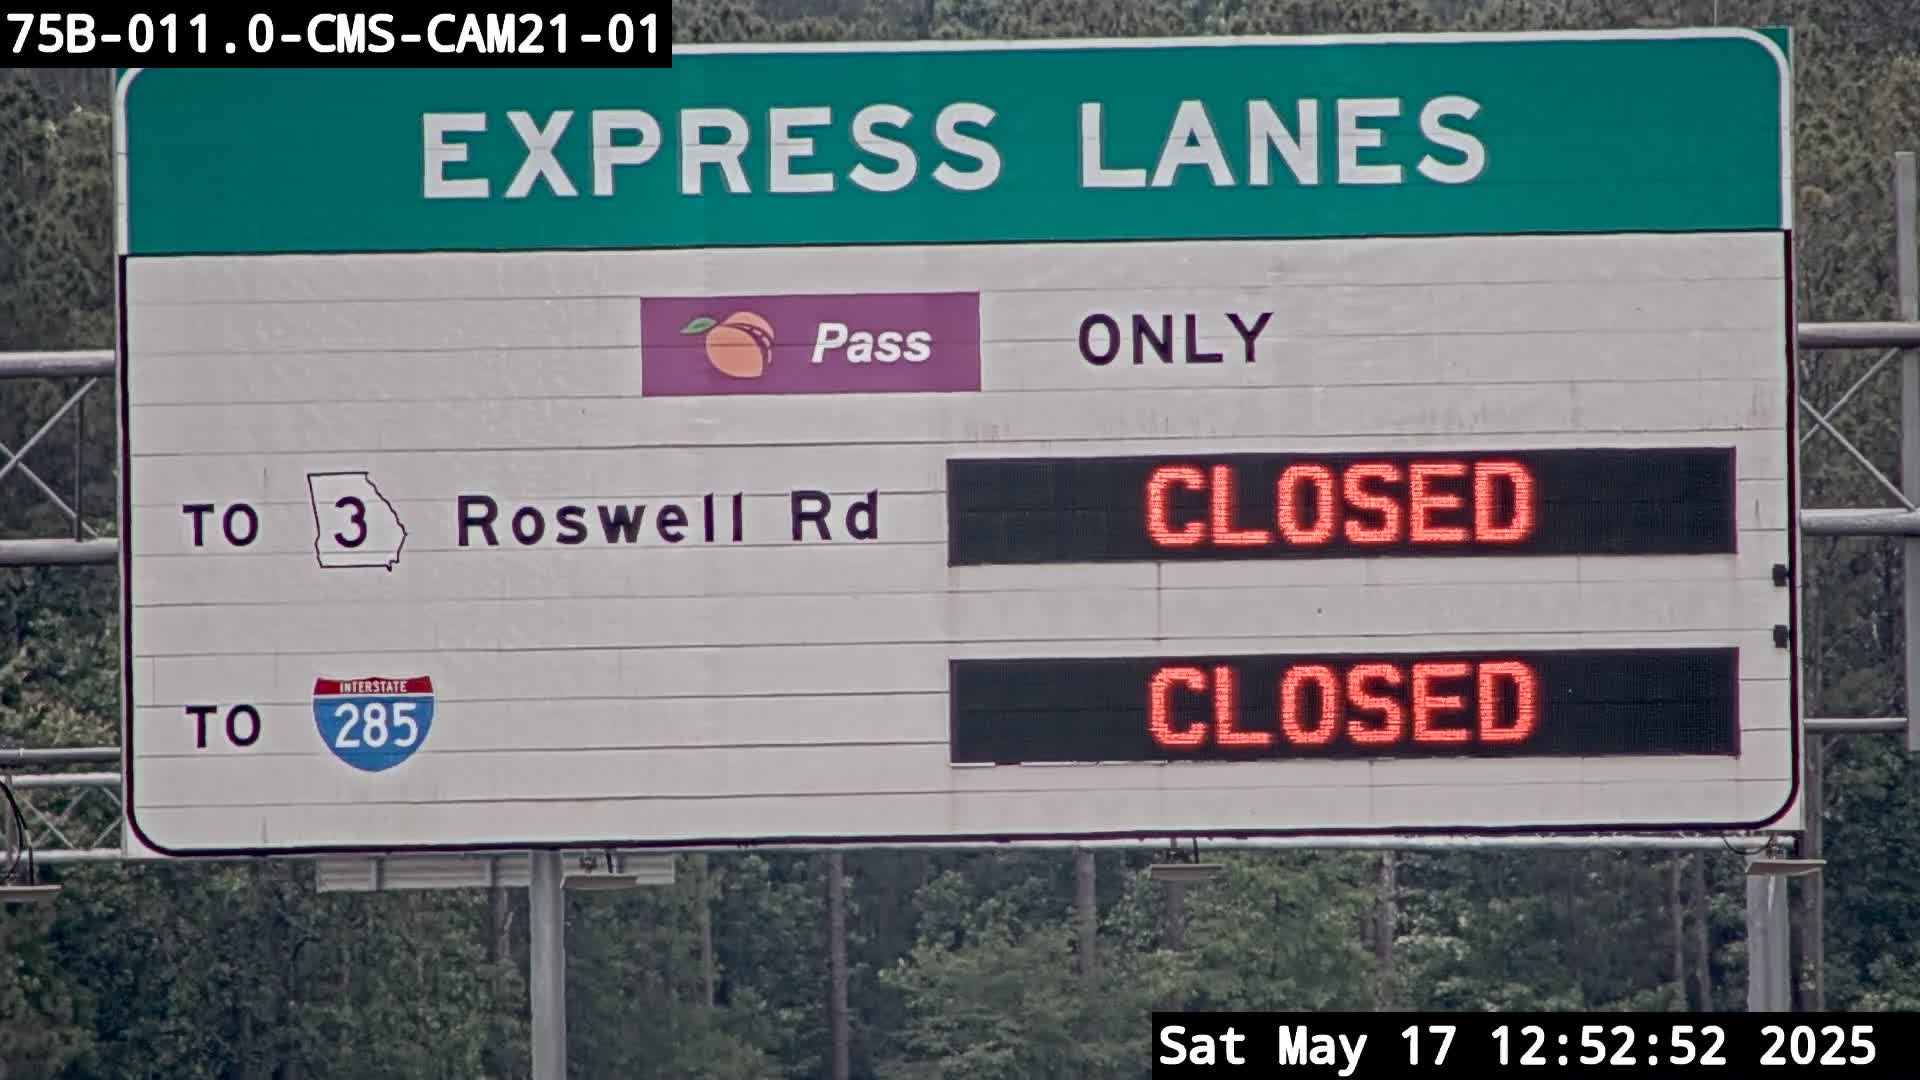 75B-011.0-CMS-CAM21-01
EXPRESS LANES
Pass ONLY
TO 3 Roswell Rd CLOSED
TO INTERSTATE 285 CLOSED
Sat May 17 12:52:52 2025